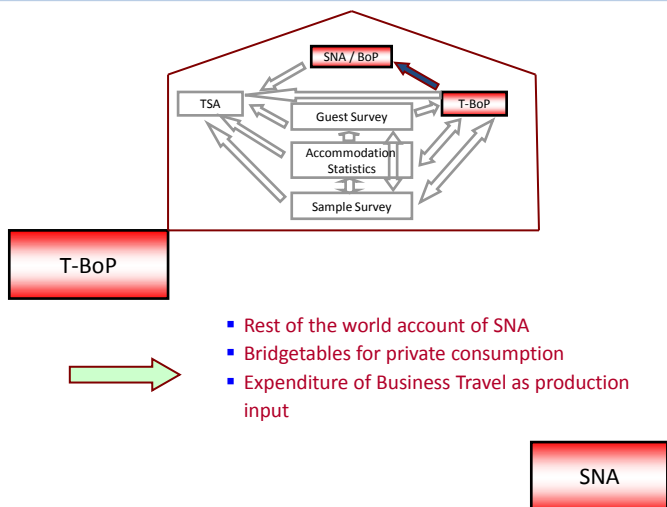 SNA / BoP
TSA
T-BoP
Guest Survey
Accommodation
Statistics
Sample Survey
T-BoP
▪ Rest of the world account of SNA
▪ Bridgetables for private consumption
▪ Expenditure of Business Travel as production
input
SNA